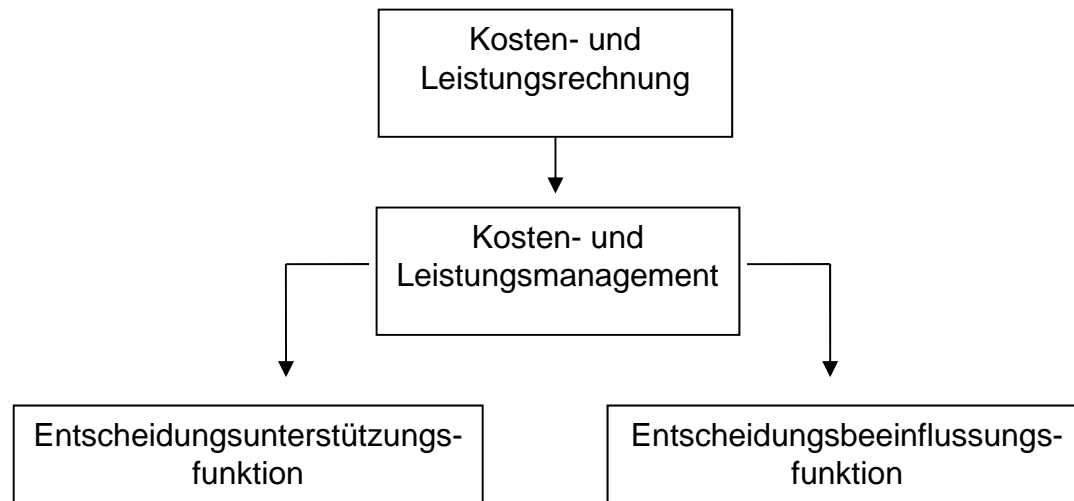 Kosten- und
Leistungsrechnung
Kosten- und
Leistungsmanagement
Entscheidungsunterstützungs-
funktion
Entscheidungsbeeinflussungs-
funktion